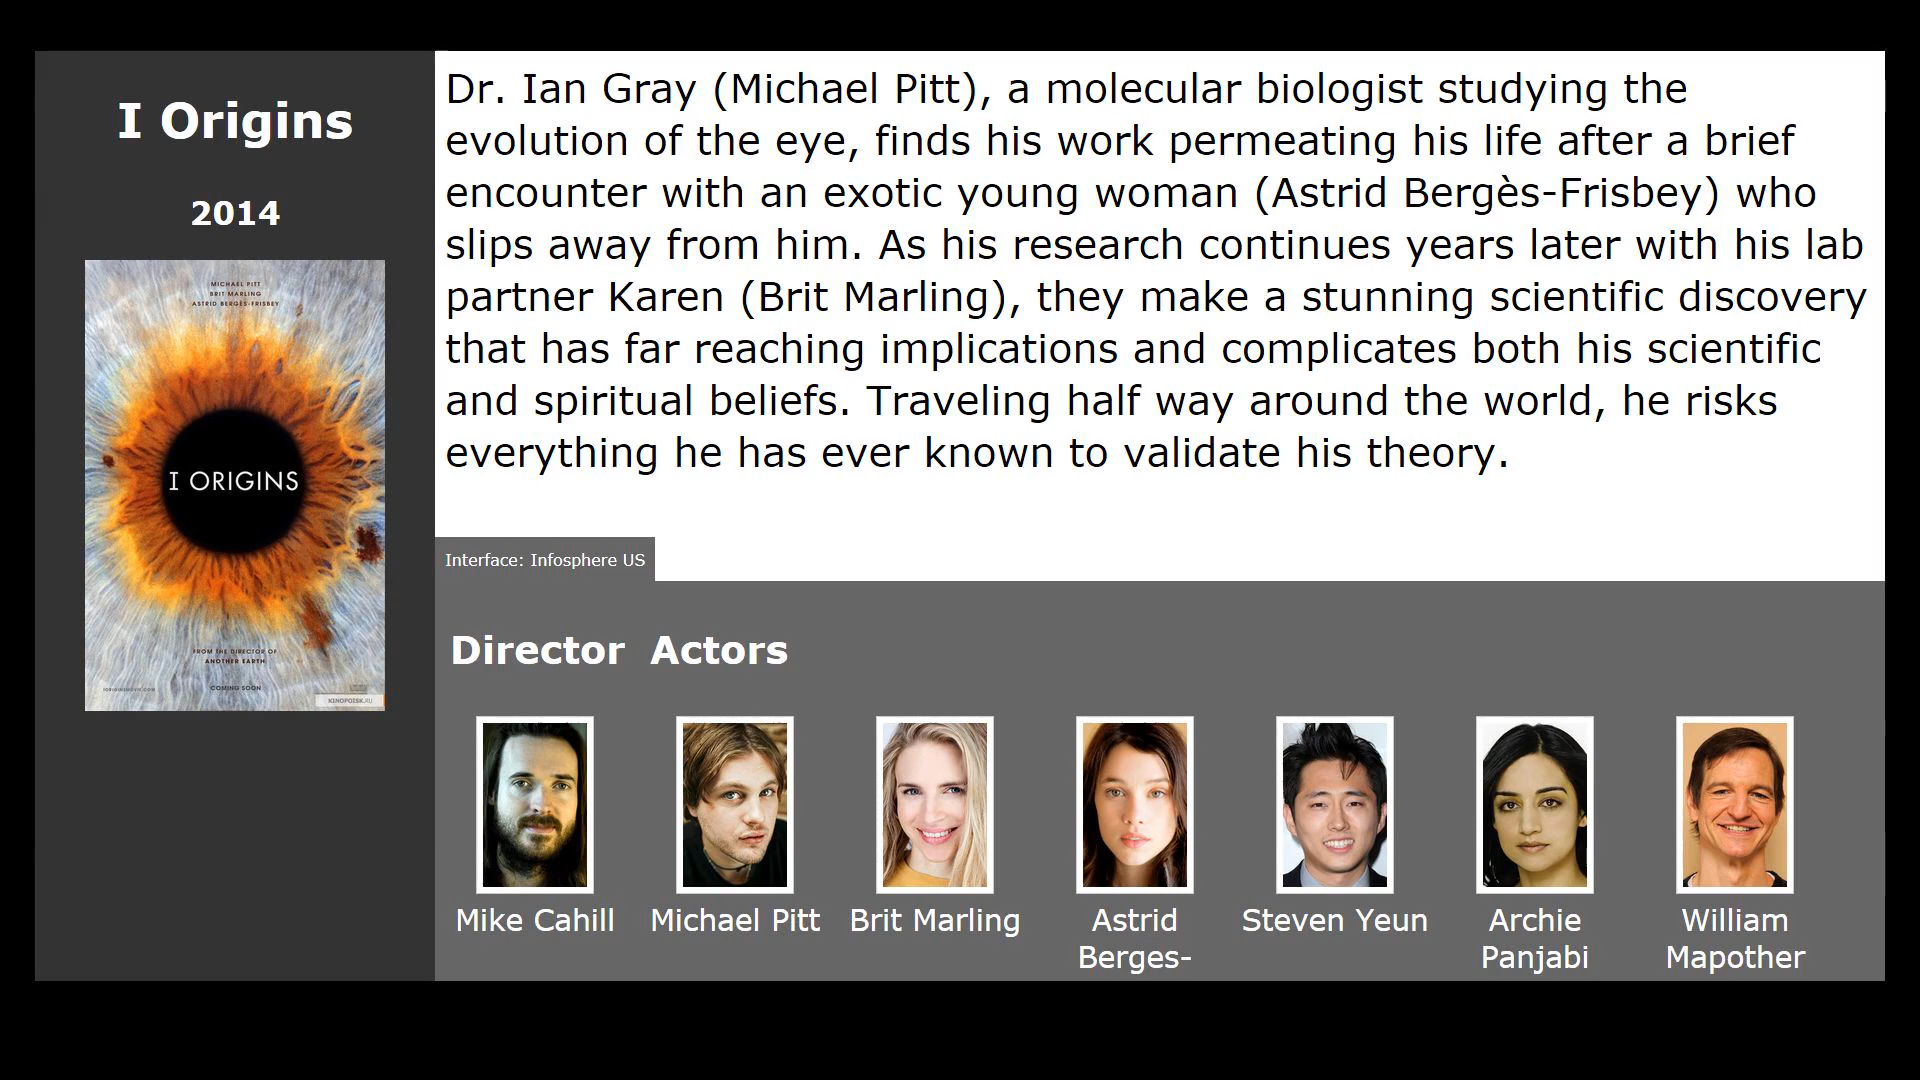 I Origins
2014
MICHAEL PITT
BRIT MARLING
ASTRID BERGÈS-FRISBEY
I ORIGINS
FROM THE DIRECTOR OF
ANOTHER EARTH
IORIGINSMOVIE.COM
COMING SOON
KINOPOISK.RU
Dr. Ian Gray (Michael Pitt), a molecular biologist studying the
evolution of the eye, finds his work permeating his life after a brief
encounter with an exotic young woman (Astrid Bergès-Frisbey) who
slips away from him. As his research continues years later with his lab
partner Karen (Brit Marling), they make a stunning scientific discovery
that has far reaching implications and complicates both his scientific
and spiritual beliefs. Traveling half way around the world, he risks
everything he has ever known to validate his theory.
Interface: Infosphere US
Director Actors
Mike Cahill
Michael Pitt
Brit Marling
Astrid
Berges-
Steven Yeun
Archie
Panjabi
William
Mapother